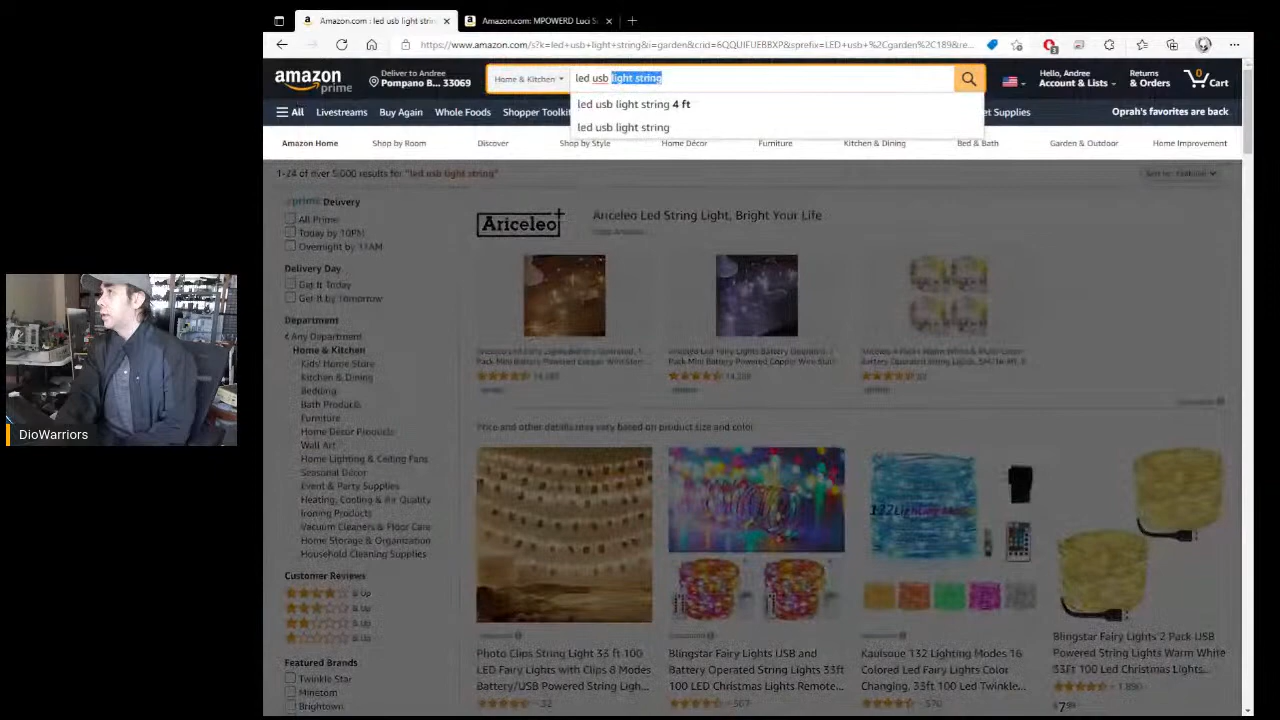 Amazon.com : led usb light strin
Amazon.com: MPOWERD Luci S
https://www.amazon.com/s?k=led+usb+light+string&i=garden&crid=6QQUIFUEBBXP&sprefix=LED+usb+%2Cgarden%2C189&re...
amazon prime
Deliver to Andree
Pompano B... 33069
Home & Kitchen
led usb light string
Hello, Andree
Account & Lists
Returns
& Orders
0
Cart
led usb light string 4 ft
led usb light string
All
Livestreams
Buy Again
Whole Foods
Shopper Toolkit
et Supplies
Oprah's favorites are back
Amazon Home
Shop by Room
Discover
Shop by Style
Home Décor
Furniture
Kitchen & Dining
Bed & Bath
Garden & Outdoor
Home Improvement
1-24 of over 5,000 results for "led usb light string"
Sort by: Featured
prime Delivery
All Prime
Today by 10PM
Overnight by 11AM
Delivery Day
Get It Today
Get It by Tomorrow
Department
Any Department
Home & Kitchen
Kids' Home Store
Kitchen & Dining
Bedding
Bath Products
Furniture
Home Décor Products
Wall Art
Home Lighting & Ceiling Fans
Seasonal Décor
Event & Party Supplies
Heating, Cooling & Air Quality
Ironing Products
Vacuum Cleaners & Floor Care
Home Storage & Organization
Household Cleaning Supplies
Customer Reviews
& Up
& Up
& Up
& Up
Featured Brands
Twinkle Star
Minetom
Brightown
Ariceleo
Ariceleo Led String Light, Bright Your Life
Price and other details may vary based on product size and color.
132 Lighting Mode
Photo Clips String Light 33 ft 100
LED Fairy Lights with Clips 8 Modes
Battery/USB Powered String Ligh...
32
Blingstar Fairy Lights USB and
Battery Operated String Lights 33ft
100 LED Christmas Lights Remote...
507
Kaulsoue 132 Lighting Modes 16
Colored Led Fairy Lights Color
Changing, 33ft 100 Led Twinkle...
570
Blingstar Fairy Lights 2 Pack USB
Powered String Lights Warm White
33Ft 100 LED Christmas Lights...
1,890
DioWarriors